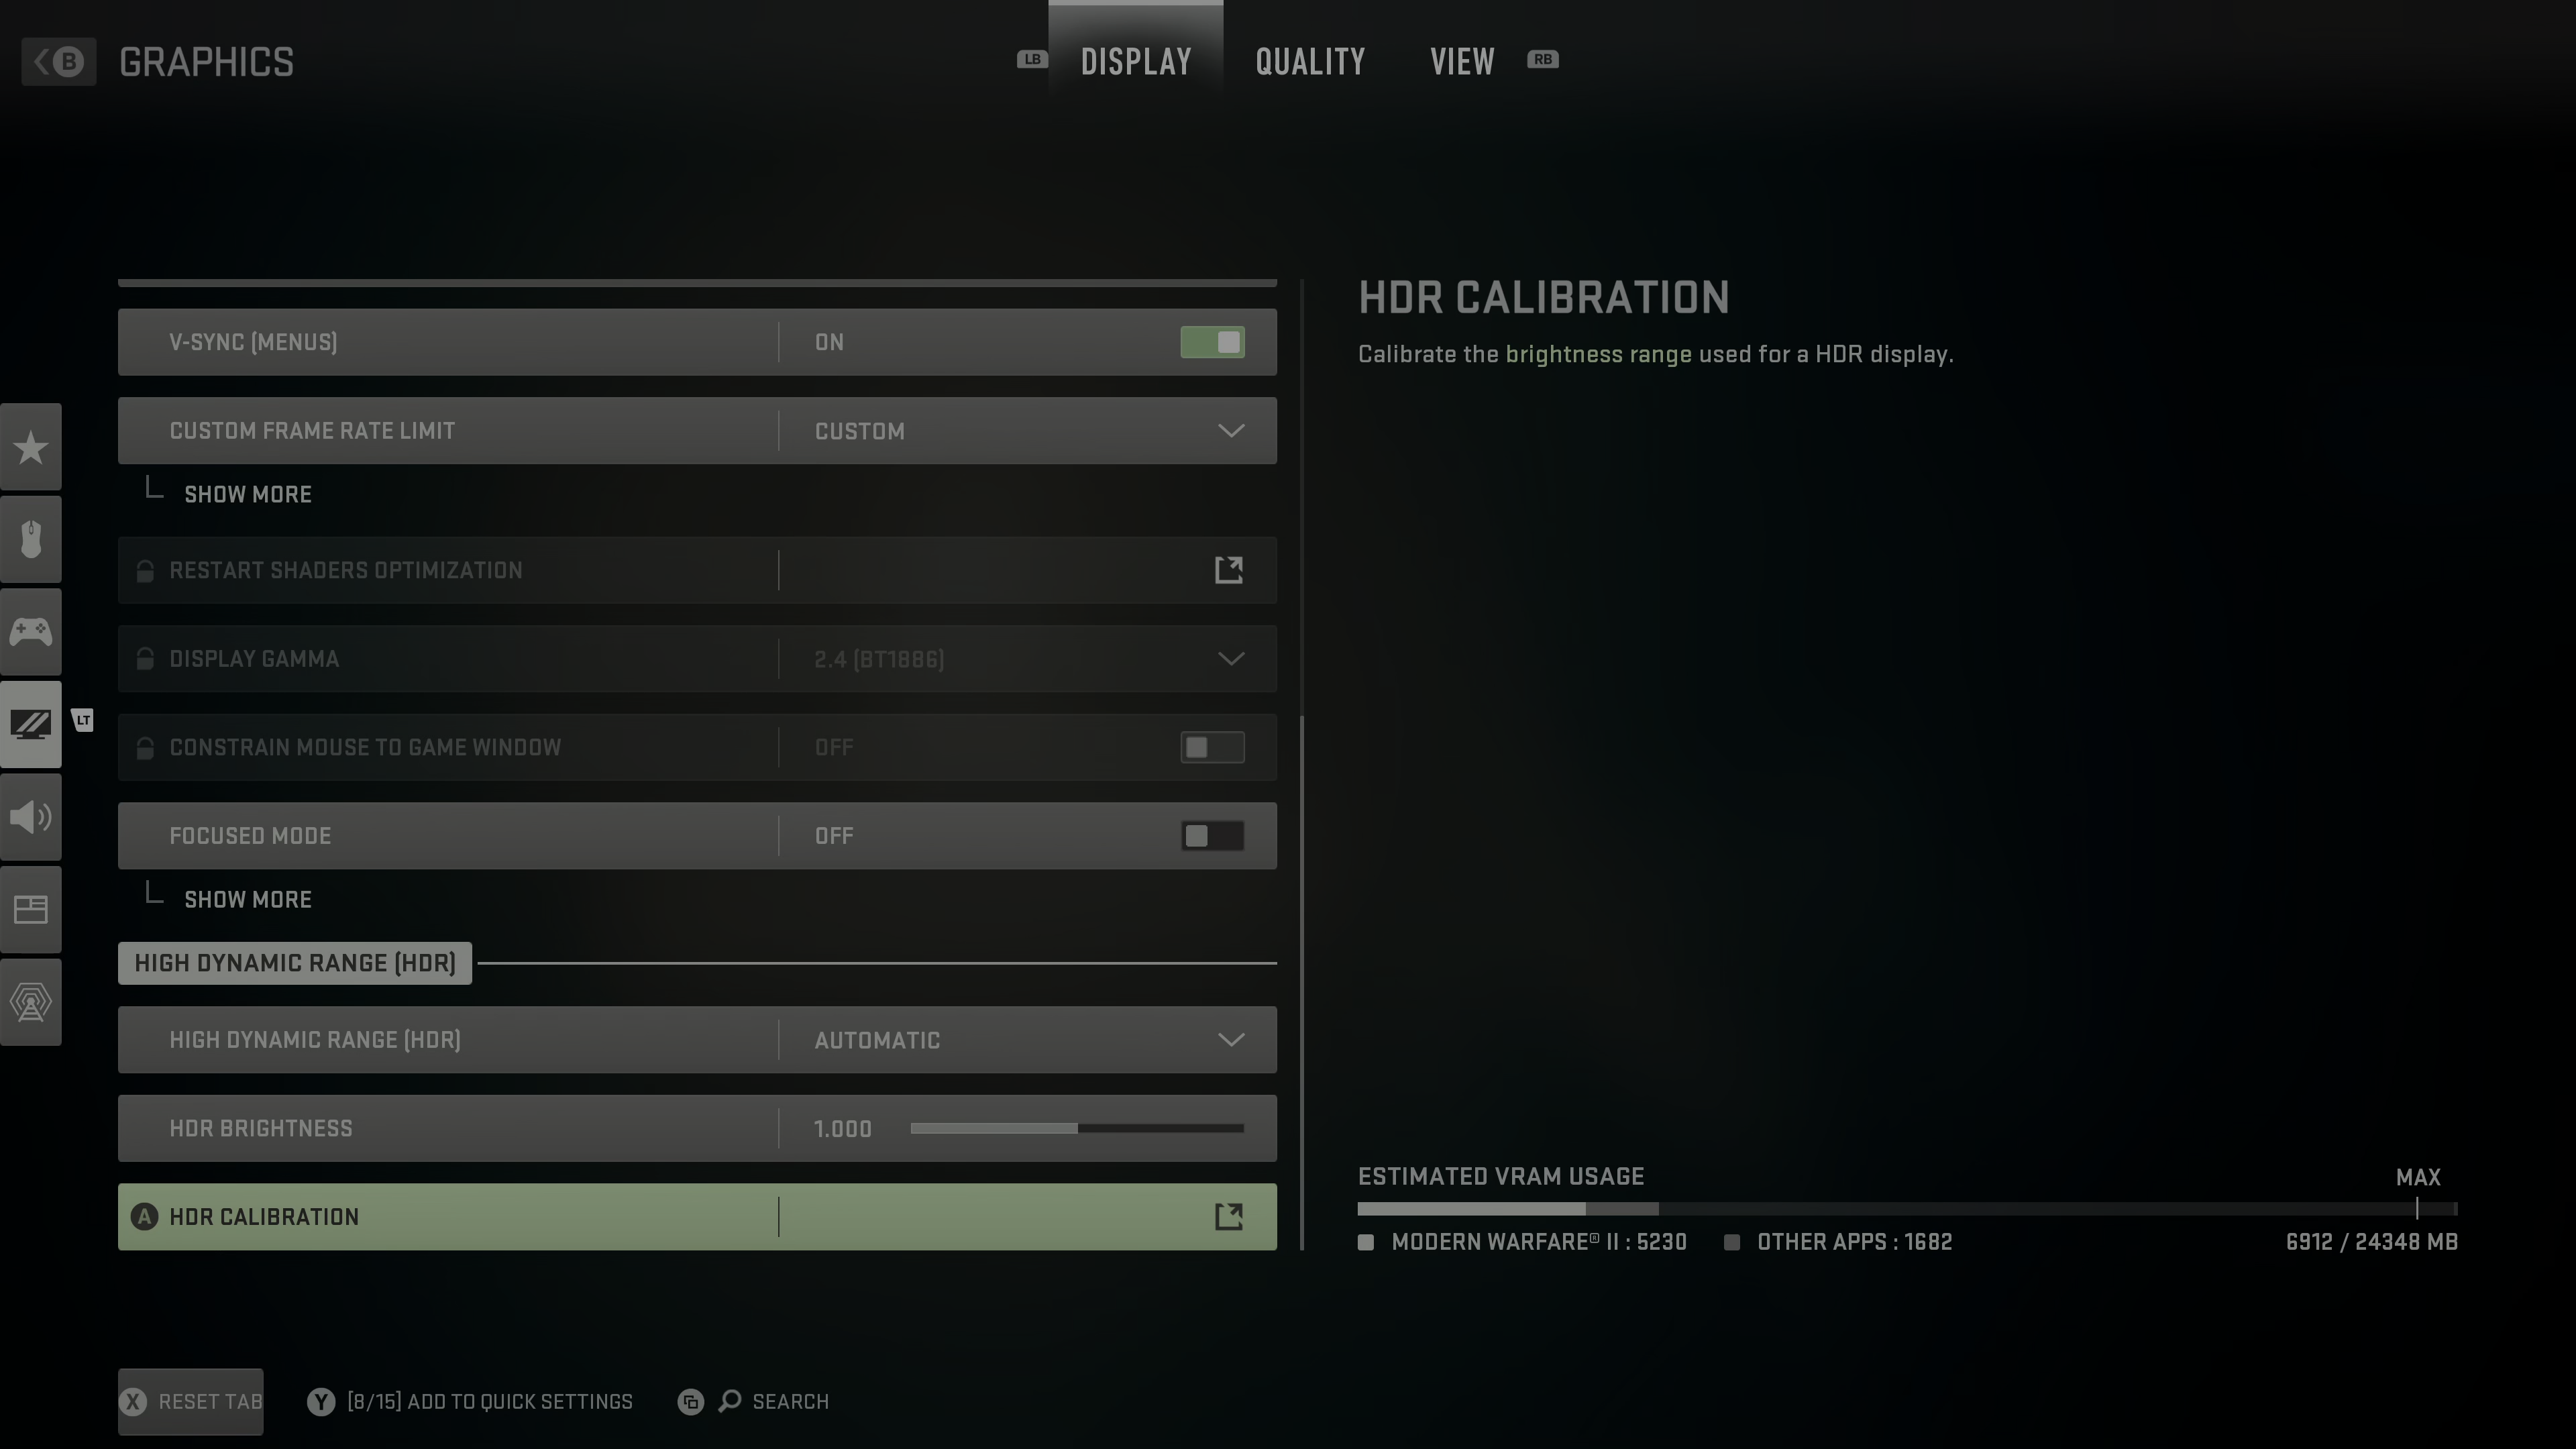 B GRAPHICS
LB DISPLAY QUALITY VIEW RB
HDR CALIBRATION
Calibrate the brightness range used for a HDR display.
V-SYNC (MENUS) ON
CUSTOM FRAME RATE LIMIT CUSTOM
SHOW MORE
RESTART SHADERS OPTIMIZATION
DISPLAY GAMMA 2.4 (BT1886)
LT
CONSTRAIN MOUSE TO GAME WINDOW OFF
FOCUSED MODE OFF
SHOW MORE
HIGH DYNAMIC RANGE (HDR)
HIGH DYNAMIC RANGE (HDR) AUTOMATIC
HDR BRIGHTNESS 1.000
A HDR CALIBRATION
ESTIMATED VRAM USAGE MAX
MODERN WARFARE® II : 5230 OTHER APPS : 1682 6912 / 24348 MB
X RESET TAB Y [8/15] ADD TO QUICK SETTINGS SEARCH